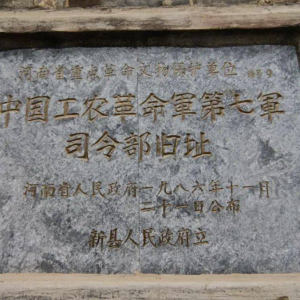 河南省重点革命文物保护单位
中国工农革命軍第七軍
司令部旧址
河南省人民政府一九八六年十一月
二十一日公布
新县人民政府立